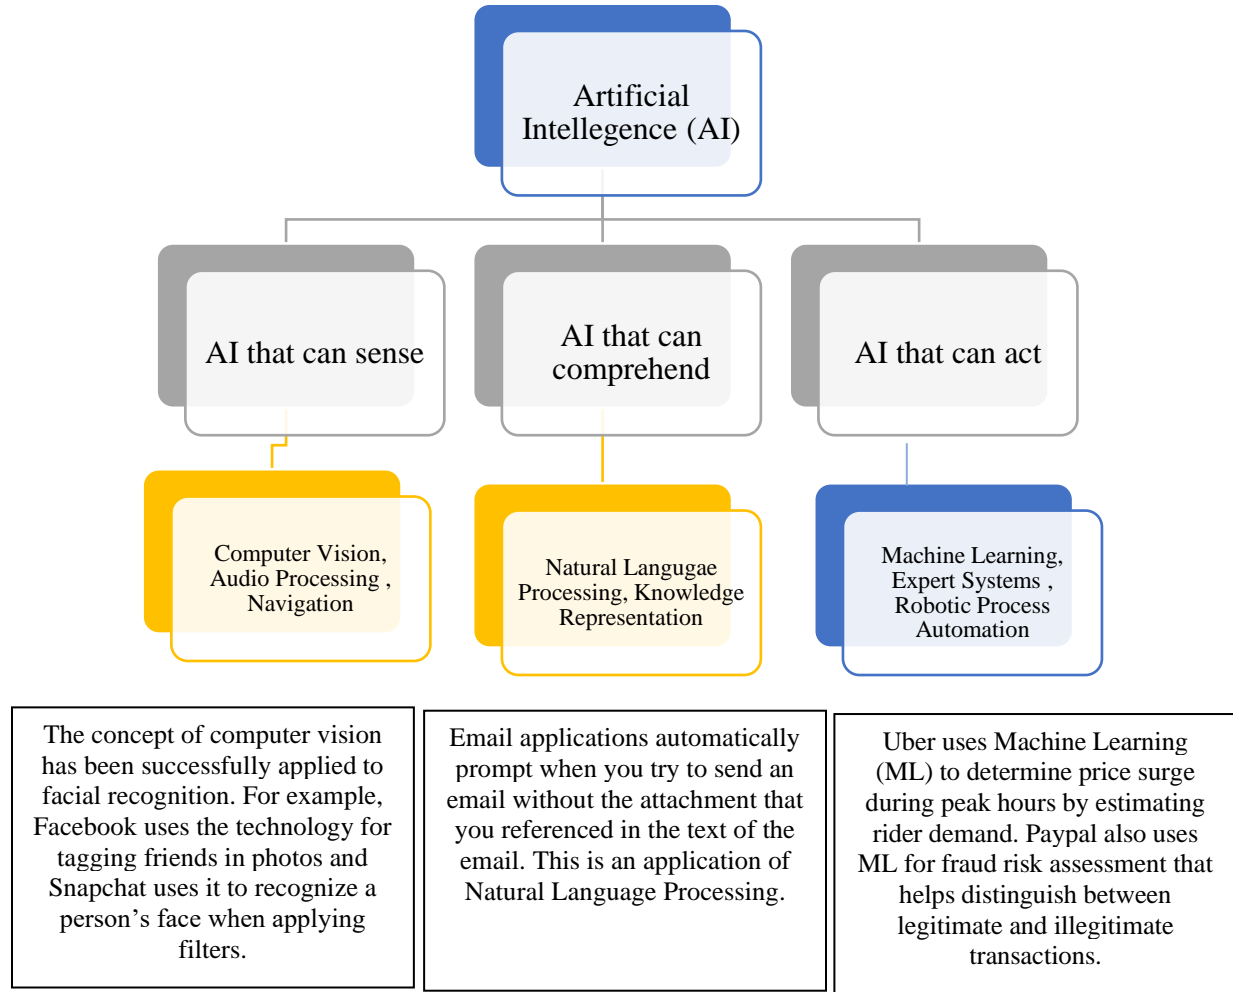 Artificial
Intellegence (AI)
AI that can sense
AI that can
comprehend
AI that can act
Computer Vision,
Audio Processing ,
Navigation
Natural Langugae
Processing, Knowledge
Representation
Machine Learning,
Expert Systems ,
Robotic Process
Automation
The concept of computer vision
has been successfully applied to
facial recognition. For example,
Facebook uses the technology for
tagging friends in photos and
Snapchat uses it to recognize a
person’s face when applying
filters.
Email applications automatically
prompt when you try to send an
email without the attachment that
you referenced in the text of the
email. This is an application of
Natural Language Processing.
Uber uses Machine Learning
(ML) to determine price surge
during peak hours by estimating
rider demand. Paypal also uses
ML for fraud risk assessment that
helps distinguish between
legitimate and illegitimate
transactions.